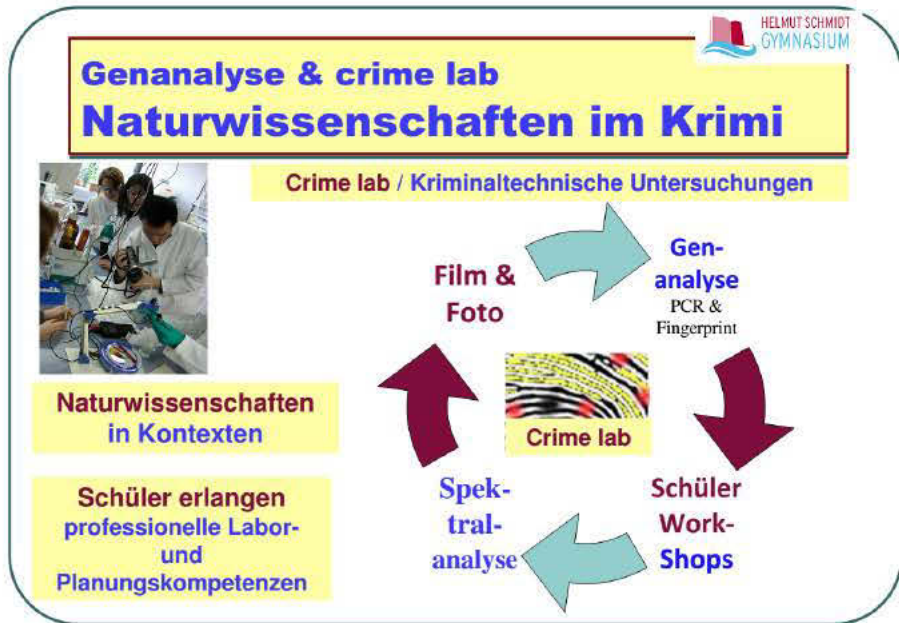 HELMUT SCHMIDT
GYMNASIUM
Genanalyse & crime lab
Naturwissenschaften im Krimi
Crime lab / Kriminaltechnische Untersuchungen
Film &
Foto
Gen-
analyse
PCR &
Fingerprint
Naturwissenschaften
in Kontexten
Crime lab
Schüler erlangen
professionelle Labor-
und
Planungskompetenzen
Spek-
tral-
analyse
Schüler
Work-
Shops